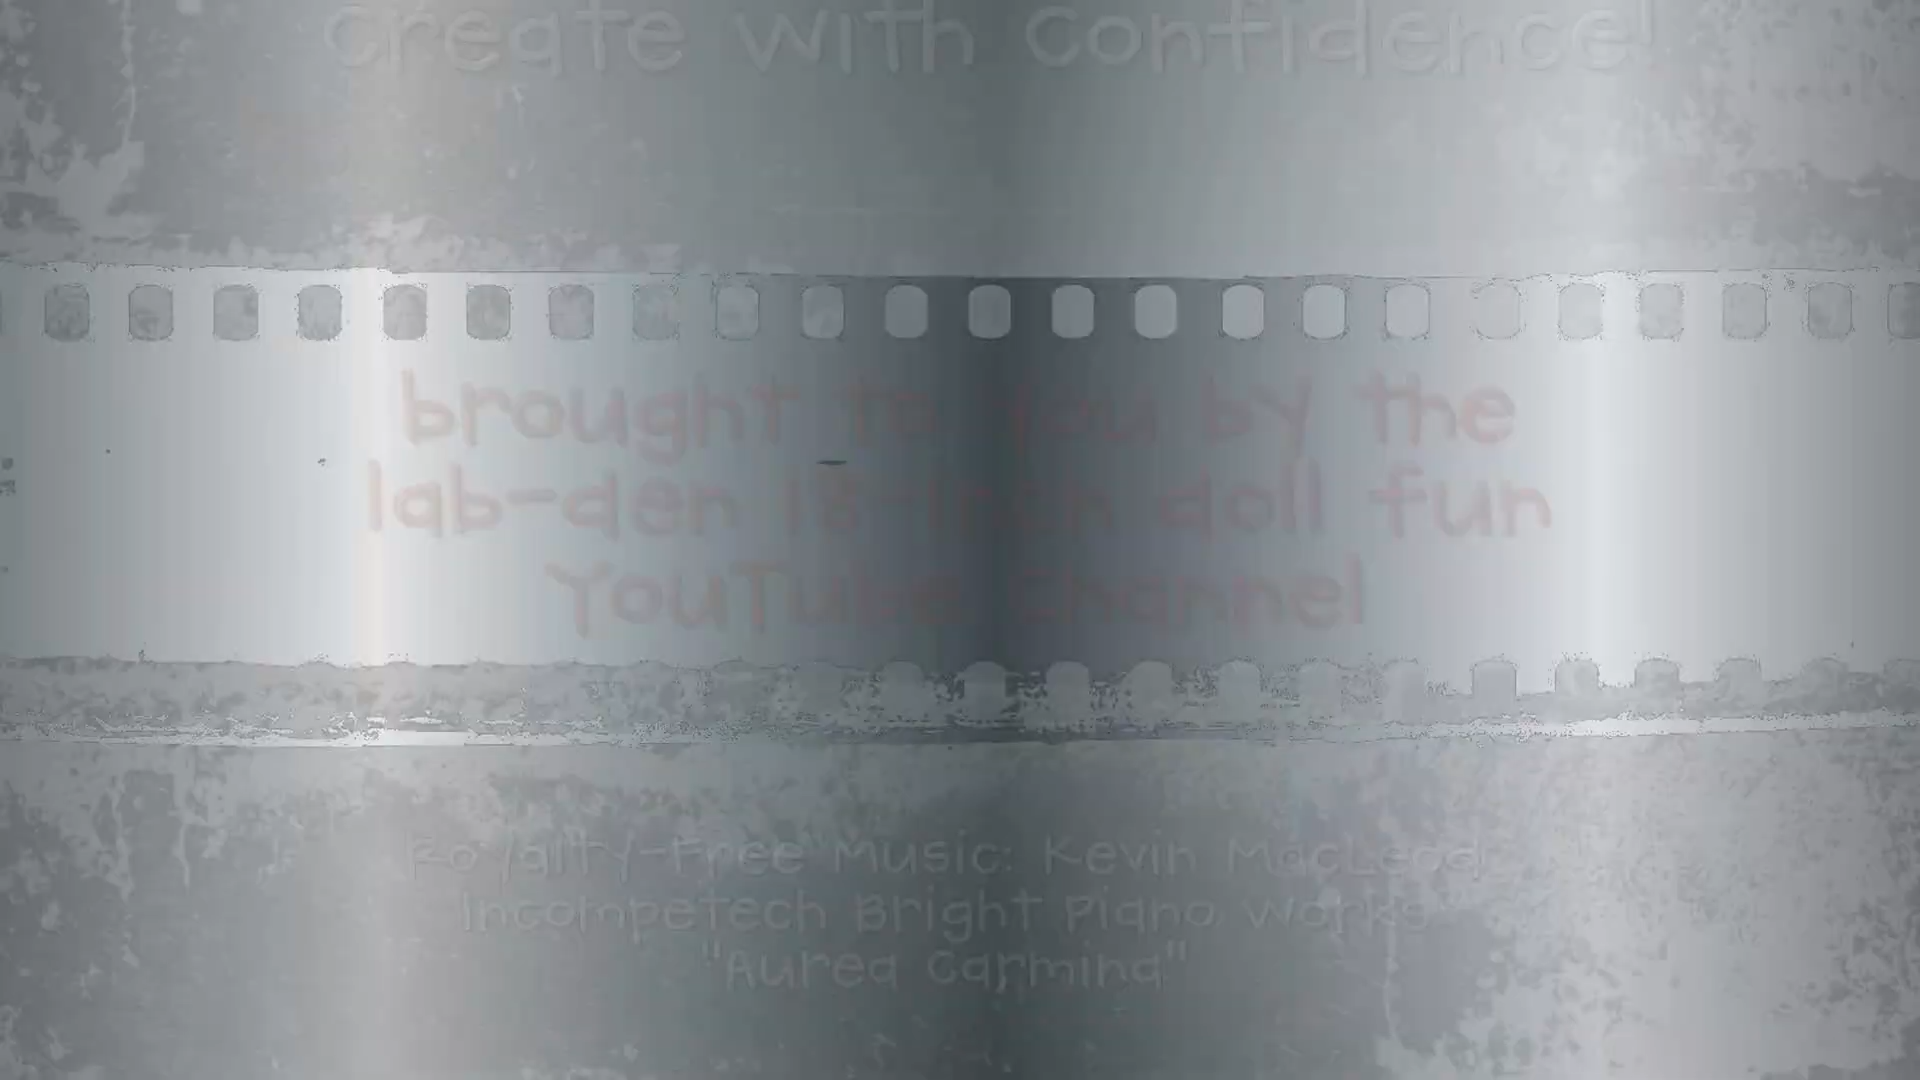 Create with Confidence!
brought to you by the
lab-den 18-inch doll fun
YouTube Channel
Royalty-Free Music: Kevin MacLeod
Incompetech Bright Piano Works
"Aurea Carmina"